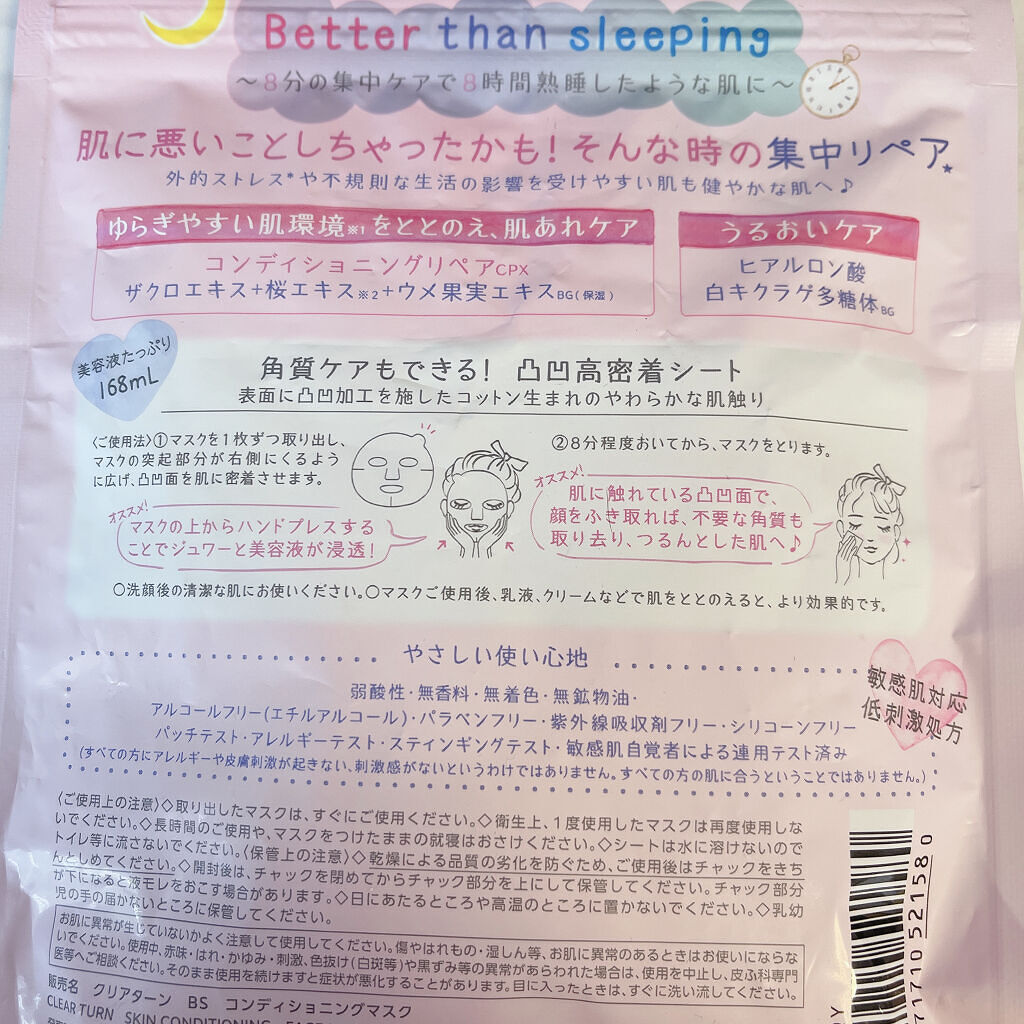 Better than sleeping
～8分の集中ケアで8時間熟睡したような肌に～
肌に悪いことしちゃったかも！そんな時の集中リペア★
外的ストレス*や不規則な生活の影響を受けやすい肌も健やかな肌へ♪
ゆらぎやすい肌環境※1をととのえ、肌あれケア
コンディショニングリペアCPX
ザクロエキス＋桜エキス※2＋ウメ果実エキスBG(保湿)
うるおいケア
ヒアルロン酸
白キクラゲ多糖体BG
美容液たっぷり
168mL
角質ケアもできる！ 凸凹高密着シート
表面に凸凹加工を施したコットン生まれのやわらかな肌触り
〈ご使用法〉①マスクを1枚ずつ取り出し、
マスクの突起部分が右側にくるよう
に広げ、凸凹面を肌に密着させます。
オススメ！
マスクの上からハンドプレスする
ことでジュワーと美容液が浸透！
②8分程度おいてから、マスクをとります。
オススメ！
肌に触れている凸凹面で、
顔をふき取れば、不要な角質も
取り去り、つるんとした肌へ♪
○洗顔後の清潔な肌にお使いください。○マスクご使用後、乳液、クリームなどで肌をととのえると、より効果的です。
やさしい使い心地
弱酸性・無香料・無着色・無鉱物油・
アルコールフリー(エチルアルコール)・パラベンフリー・紫外線吸収剤フリー・シリコーンフリー
パッチテスト・アレルギーテスト・スティンギングテスト・敏感肌自覚者による連用テスト済み
(すべての方にアレルギーや皮膚刺激が起きない、刺激感がないというわけではありません。すべての方の肌に合うということではありません。)
敏感肌対応
低刺激処方
〈ご使用上の注意〉◇取り出したマスクは、すぐにご使用ください。◇衛生上、1度使用したマスクは再度使用しな
いでください。◇長時間のご使用や、マスクをつけたままの就寝はおさけください。◇シートは水に溶けないので
トイレ等に流さないでください。〈保管上の注意〉◇乾燥による品質の劣化を防ぐため、ご使用後はチャックをきち
んとしめてください。◇開封後は、チャックを閉めてからチャック部分を上にして保管してください。チャック部分
が下になると液モレをおこす場合があります。◇日にあたるところや高温のところに置かないでください。◇乳幼
児の手の届かないところに保管してください。
お肌に異常が生じていないかよく注意して使用してください。傷やはれもの・湿しん等、お肌に異常のあるときはお使いにならな
いでください。使用中、赤味・はれ・かゆみ・刺激、色抜け(白斑等)や黒ずみ等の異常があらわれた場合は、使用を中止し、皮ふ科専門
医等へご相談ください。そのまま使用を続けますと症状が悪化することがあります。目に入ったときは、すぐに洗い流してください。
販売名 クリアターン BS コンディショニングマスク
CLEAR TURN SKIN CONDITIONING
71710521580